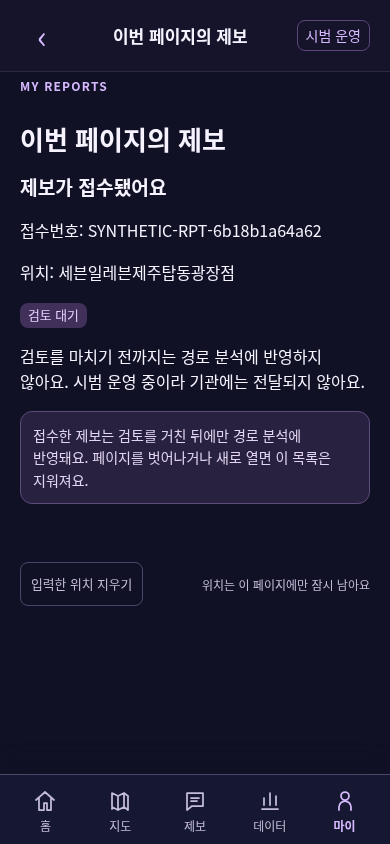 이번 페이지의 제보
시범 운영
MY REPORTS
이번 페이지의 제보
제보가 접수됐어요
접수번호: SYNTHETIC-RPT-6b18b1a64a62
위치: 세븐일레븐제주탑동광장점
검토 대기
검토를 마치기 전까지는 경로 분석에 반영하지
않아요. 시범 운영 중이라 기관에는 전달되지 않아요.
접수한 제보는 검토를 거친 뒤에만 경로 분석에
반영돼요. 페이지를 벗어나거나 새로 열면 이 목록은
지워져요.
입력한 위치 지우기
위치는 이 페이지에만 잠시 남아요
홈
지도
제보
데이터
마이